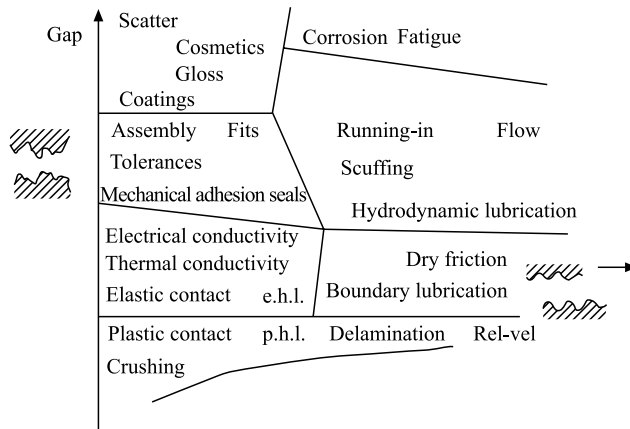 Gap
Scatter
Cosmetics
Gloss
Coatings
Corrosion Fatigue
Assembly Fits
Tolerances
Mechanical adhesion seals
Running-in Flow
Scuffing
Hydrodynamic lubrication
Electrical conductivity
Thermal conductivity
Elastic contact e.h.l.
Dry friction
Boundary lubrication
Plastic contact p.h.l. Delamination Rel-vel
Crushing